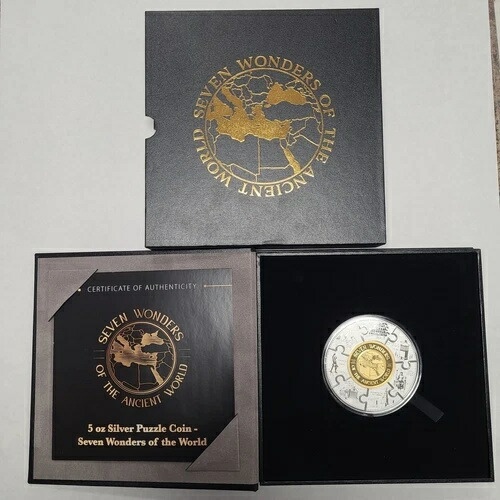 SEVEN WONDERS OF THE ANCIENT WORLD
CERTIFICATE OF AUTHENTICITY
SEVEN WONDERS
OF THE ANCIENT WORLD
5 oz Silver Puzzle Coin -
Seven Wonders of the World